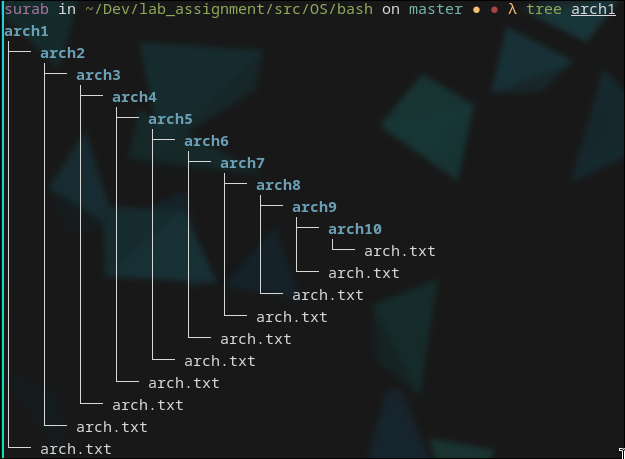 surab in ~/Dev/lab_assignment/src/OS/bash on master ● ● λ tree arch1
arch1
├── arch2
│   ├── arch3
│   │   ├── arch4
│   │   │   ├── arch5
│   │   │   │   ├── arch6
│   │   │   │   │   ├── arch7
│   │   │   │   │   │   ├── arch8
│   │   │   │   │   │   │   ├── arch9
│   │   │   │   │   │   │   │   ├── arch10
│   │   │   │   │   │   │   │   │   └── arch.txt
│   │   │   │   │   │   │   │   └── arch.txt
│   │   │   │   │   │   │   └── arch.txt
│   │   │   │   │   │   └── arch.txt
│   │   │   │   │   └── arch.txt
│   │   │   │   └── arch.txt
│   │   │   └── arch.txt
│   │   └── arch.txt
│   └── arch.txt
└── arch.txt